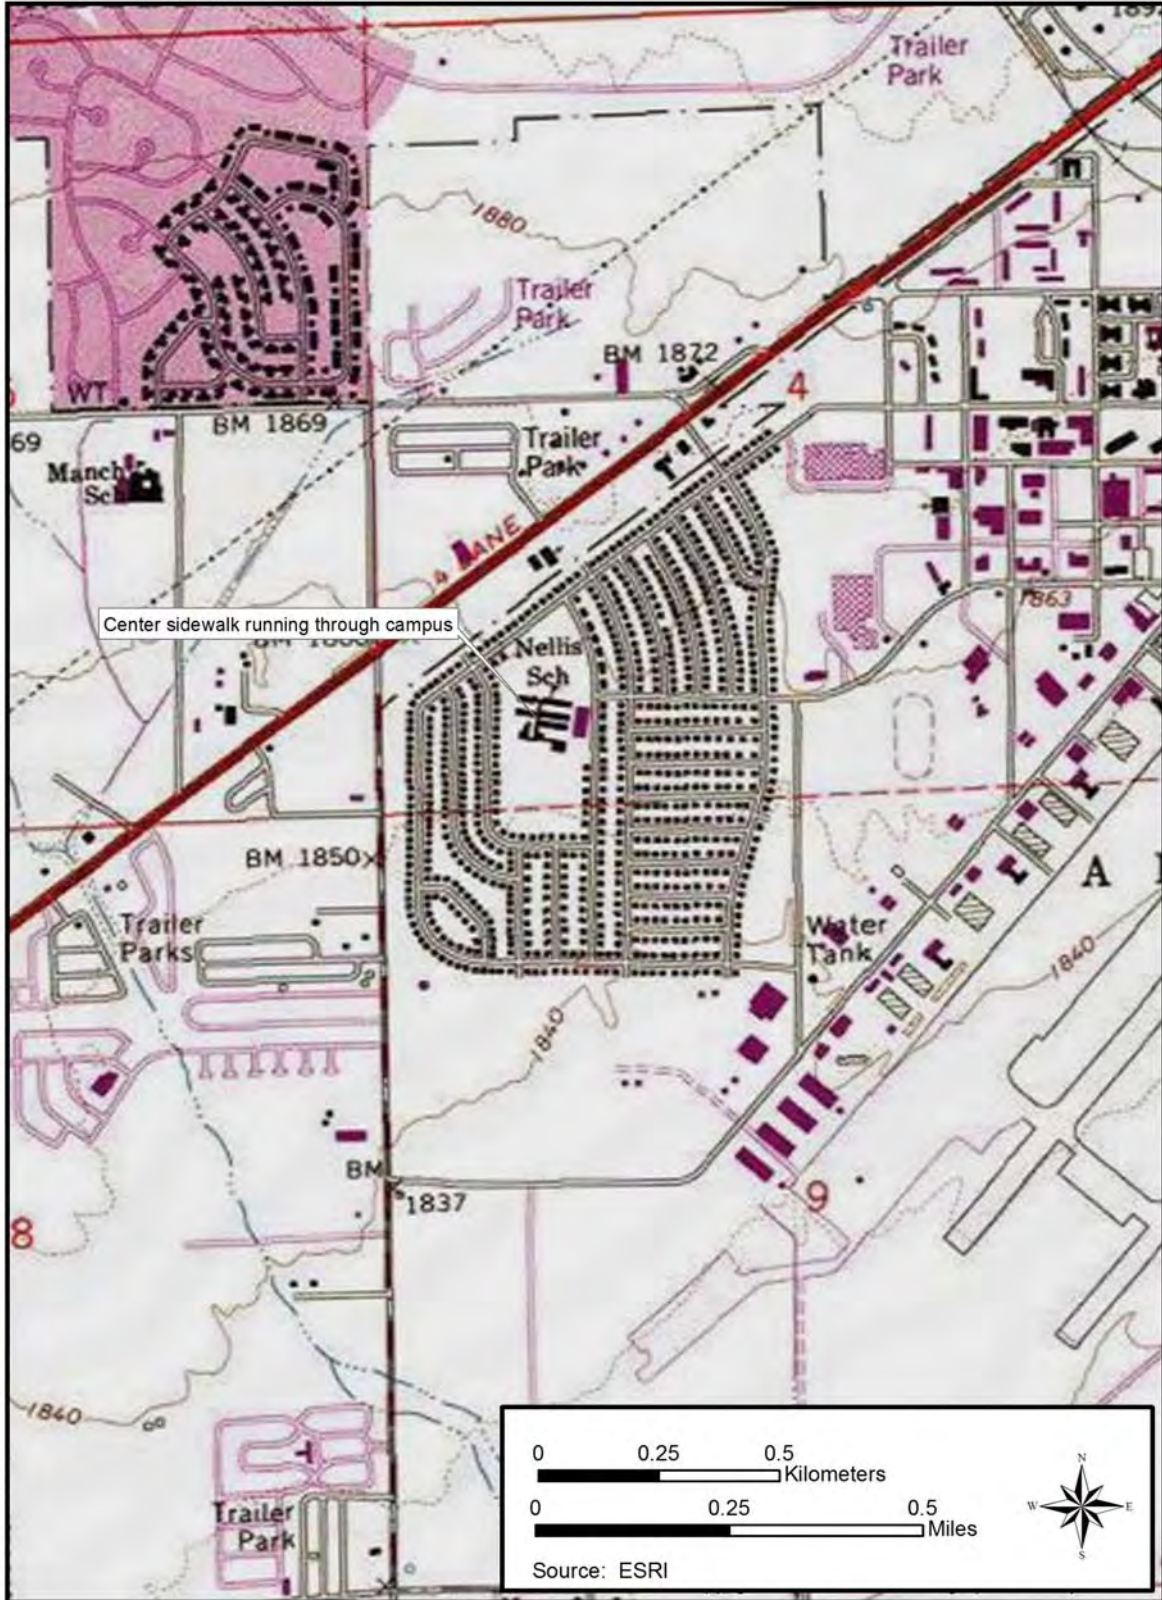 Trailer
Park
1880
Trailer
Park
BM 1872
4
WT
BM 1869
69
Trailer
Park
Manch
Sch
4 LANE
1863
Center sidewalk running through campus
Nellis
Sch
BM 1850
A
Trailer
Parks
Water
Tank
1840
1840
BM
1837
9
8
1840
Trailer
Park
0 0.25 0.5
Kilometers
0 0.25 0.5
Miles
N
W E
S
Source: ESRI